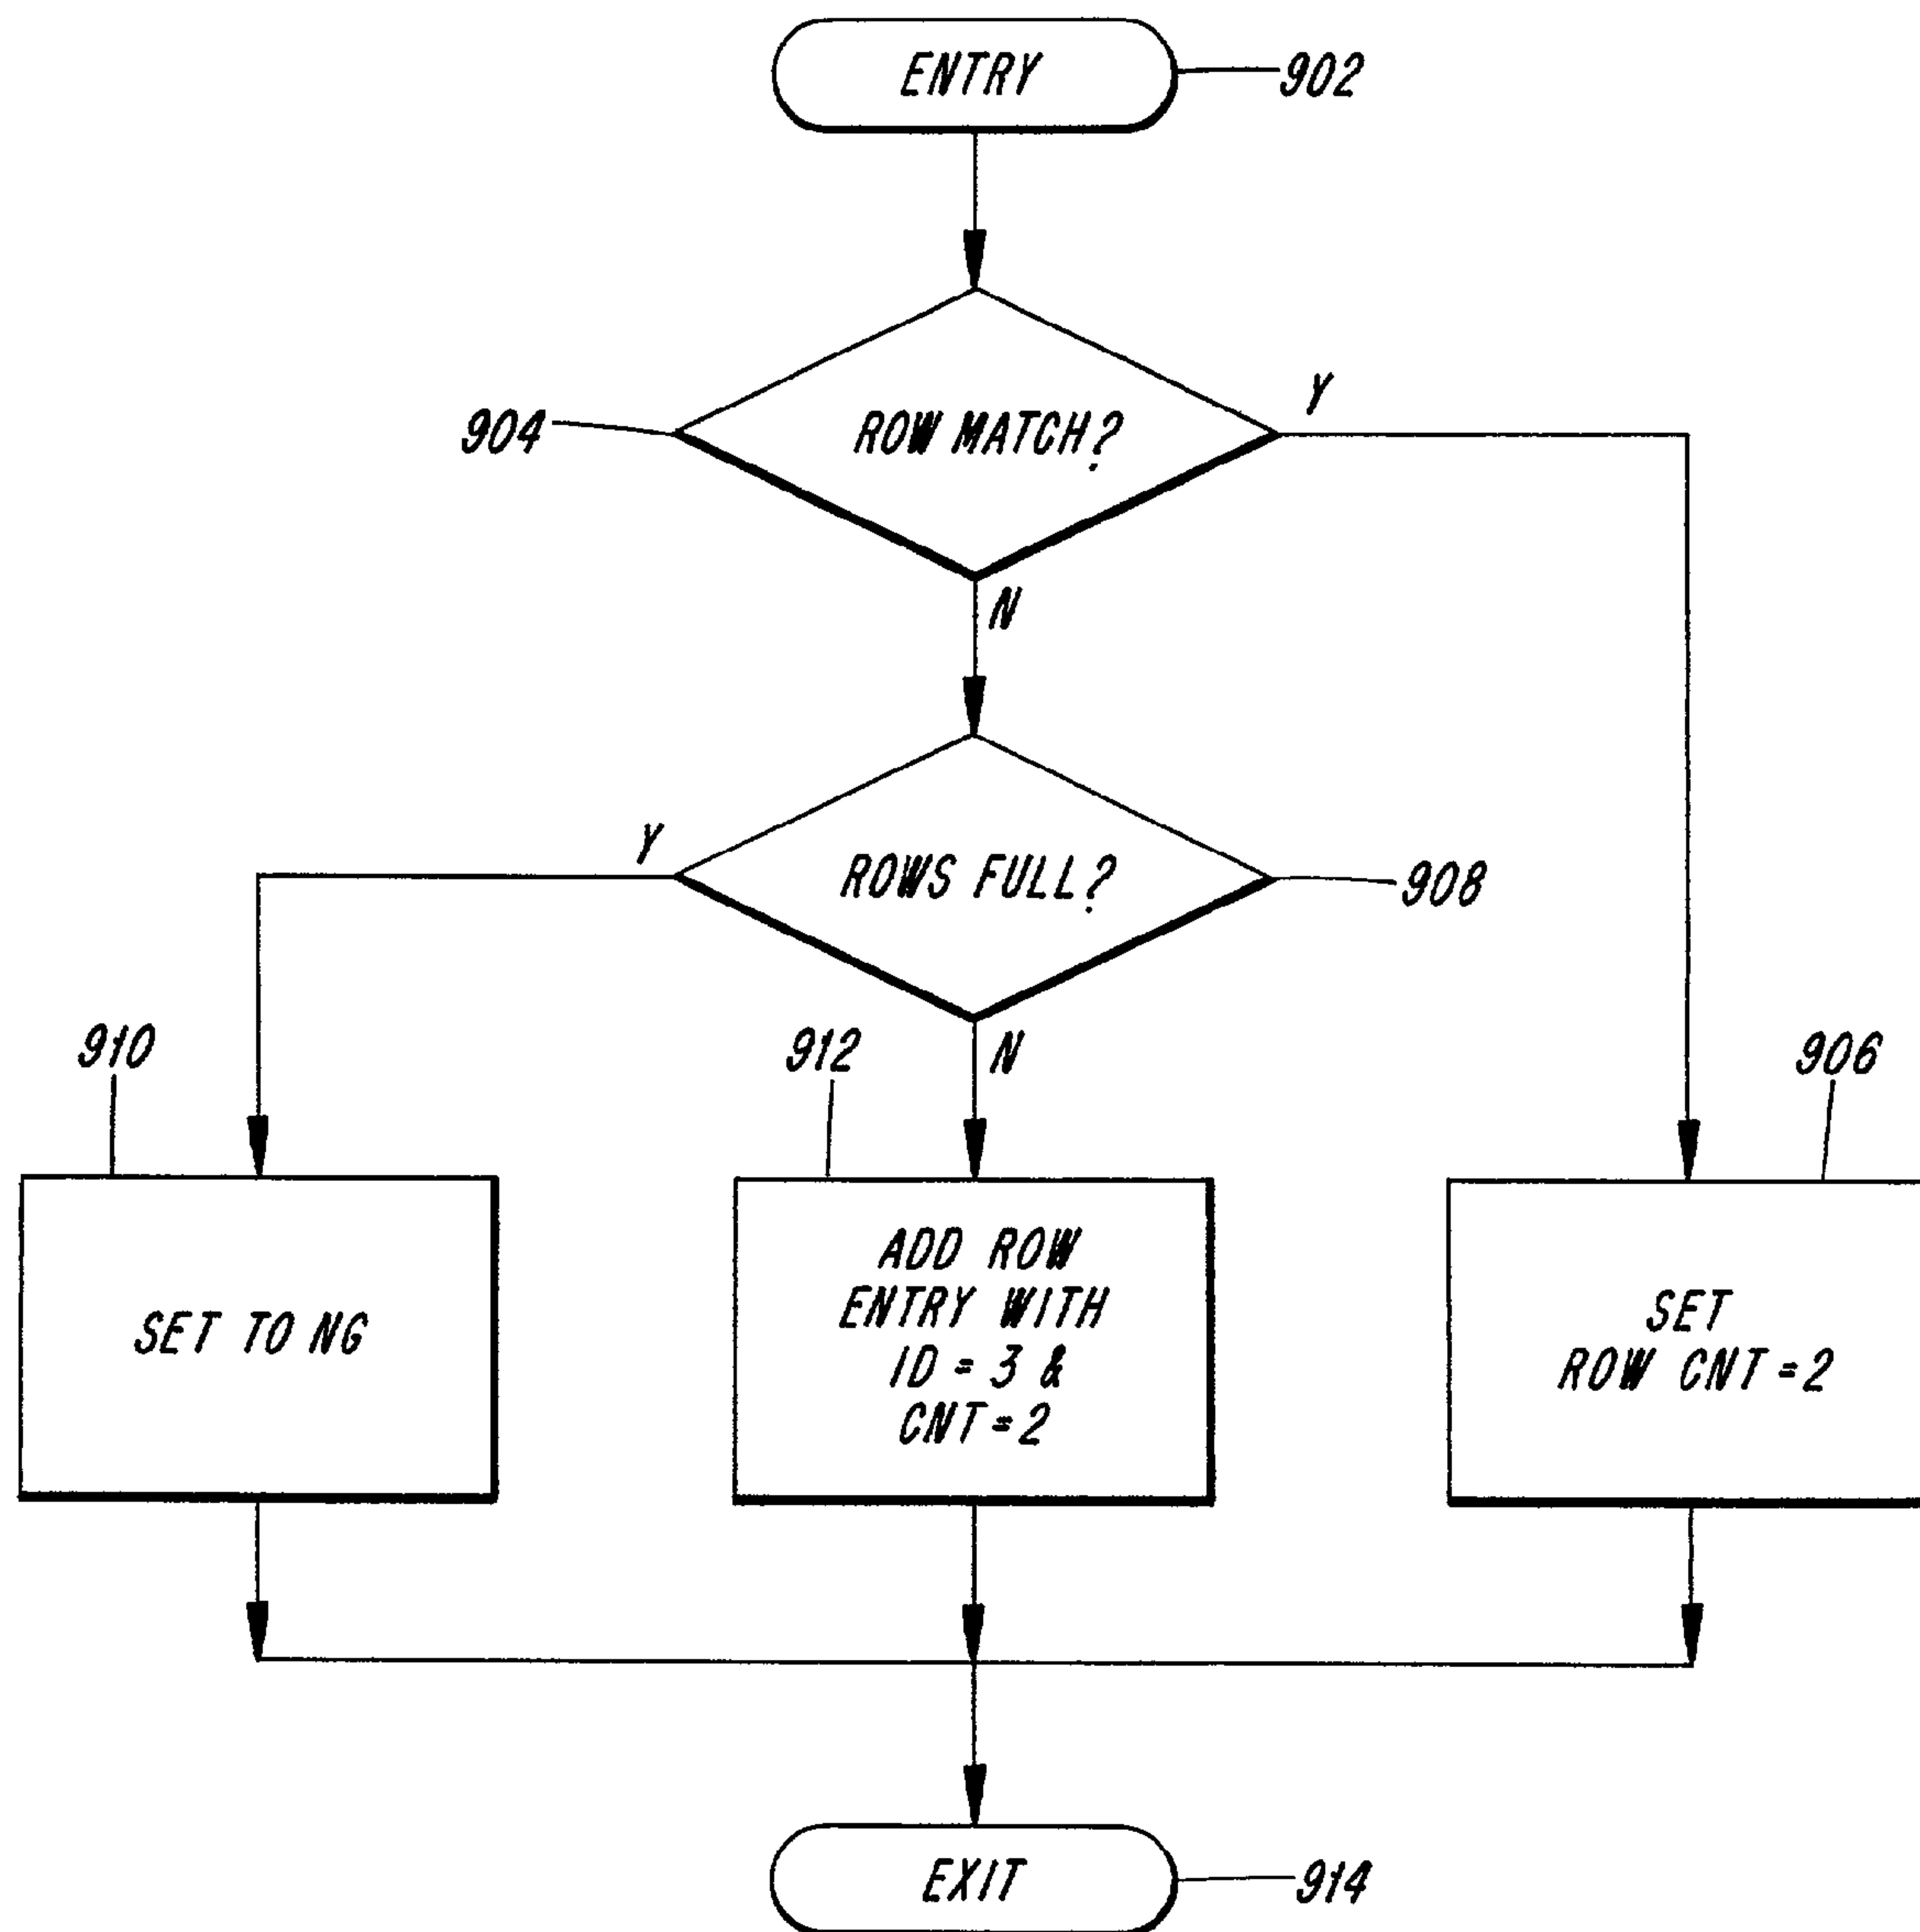 ENTRY
902
ROW MATCH?
904
Y
N
ROWS FULL?
908
Y
N
910
912
906
SET TO NG
ADD ROW
ENTRY WITH
ID = 3 &
CNT = 2
SET
ROW CNT = 2
EXIT
914